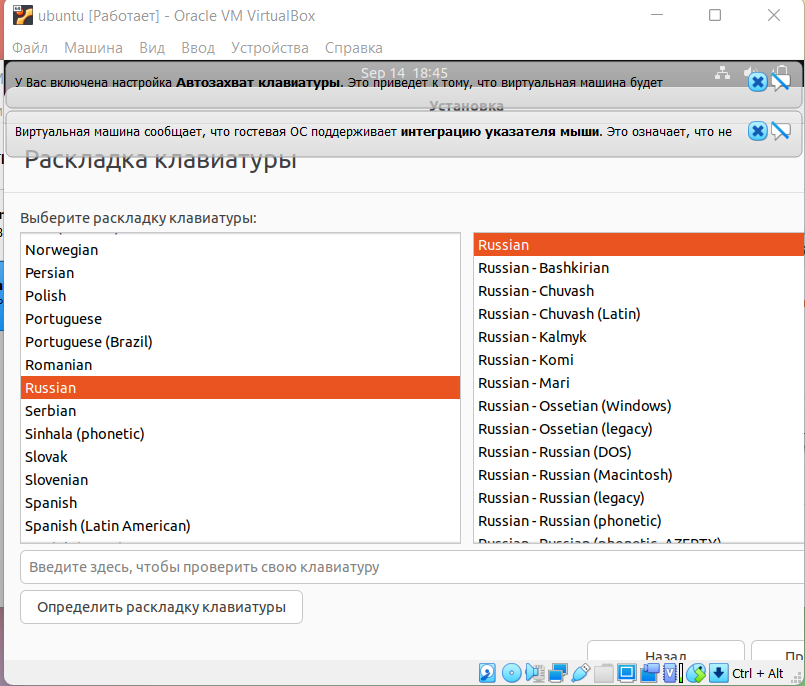 ubuntu [Работает] - Oracle VM VirtualBox
Файл Машина Вид Ввод Устройства Справка
Sep 14 18:45
У Вас включена настройка Автозахват клавиатуры. Это приведет к тому, что виртуальная машина будет
Установка
Виртуальная машина сообщает, что гостевая ОС поддерживает интеграцию указателя мыши. Это означает, что не
Раскладка клавиатуры
Выберите раскладку клавиатуры:
Norwegian
Persian
Polish
Portuguese
Portuguese (Brazil)
Romanian
Russian
Serbian
Sinhala (phonetic)
Slovak
Slovenian
Spanish
Spanish (Latin American)
Russian
Russian - Bashkirian
Russian - Chuvash
Russian - Chuvash (Latin)
Russian - Kalmyk
Russian - Komi
Russian - Mari
Russian - Ossetian (Windows)
Russian - Ossetian (legacy)
Russian - Russian (DOS)
Russian - Russian (Macintosh)
Russian - Russian (legacy)
Russian - Russian (phonetic)
Russian - Russian (phonetic, AZERTY)
Введите здесь, чтобы проверить свою клавиатуру
Определить раскладку клавиатуры
Назад
Пр
Ctrl + Alt